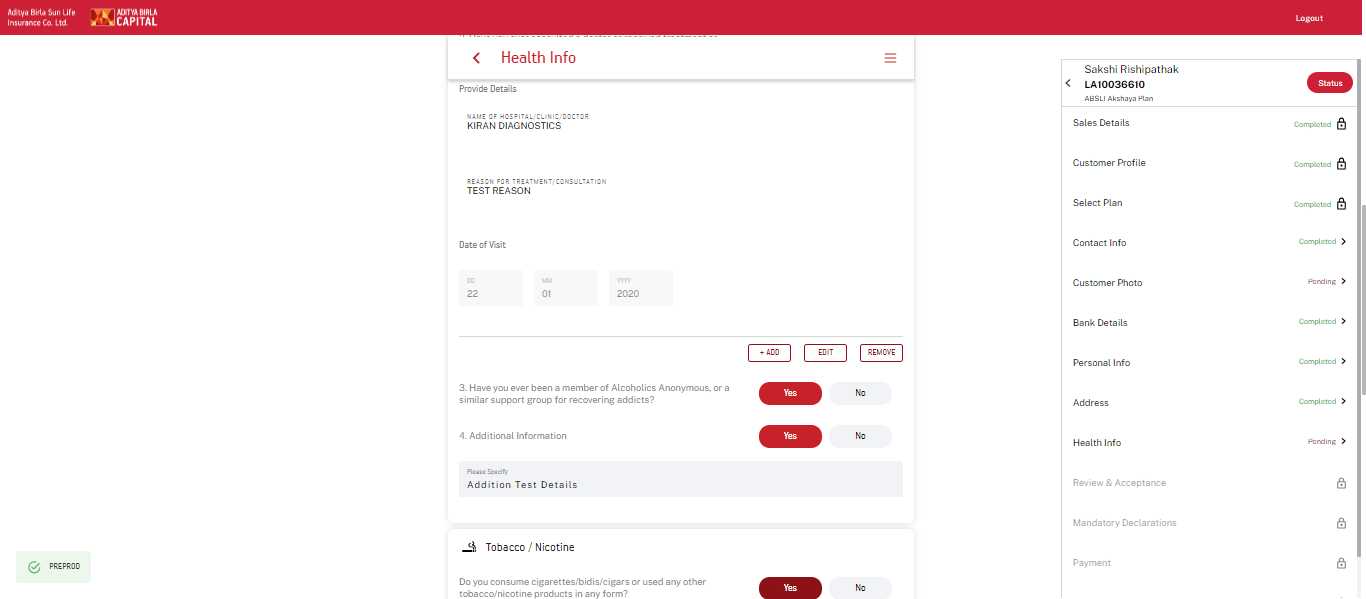 Aditya Birla Sun Life
Insurance Co. Ltd.
ADITYA BIRLA
CAPITAL
Logout
Health Info
Provide Details
NAME OF HOSPITAL/CLINIC/DOCTOR
KIRAN DIAGNOSTICS
REASON FOR TREATMENT/CONSULTATION
TEST REASON
Date of Visit
DD
MM
YYYY
22
01
2020
+ ADD
EDIT
REMOVE
3. Have you ever been a member of Alcoholics Anonymous, or a
similar support group for recovering addicts?
Yes
No
4. Additional Information
Yes
No
Please Specify
Addition Test Details
Tobacco / Nicotine
Do you consume cigarettes/bidis/cigars or used any other
tobacco/nicotine products in any form?
Yes
No
PREPROD
Sakshi Rishipathak
LA10036610
ABSLI Akshaya Plan
Status
Sales Details
Completed
Customer Profile
Completed
Select Plan
Completed
Contact Info
Completed
Customer Photo
Pending
Bank Details
Completed
Personal Info
Completed
Address
Completed
Health Info
Pending
Review & Acceptance
Mandatory Declarations
Payment